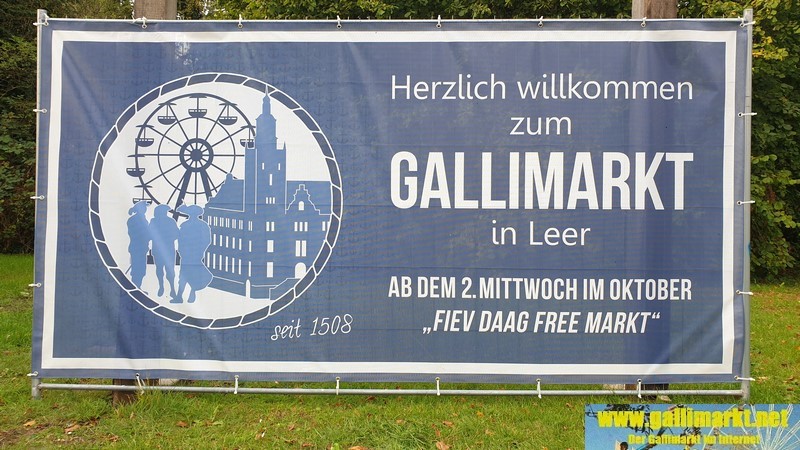 Herzlich willkommen
zum
GALLIMARKT
in Leer
AB DEM 2. MITTWOCH IM OKTOBER
„FIEV DAAG FREE MARKT“
seit 1508
www.gallimarkt.net
Der Gallimarkt im Internet